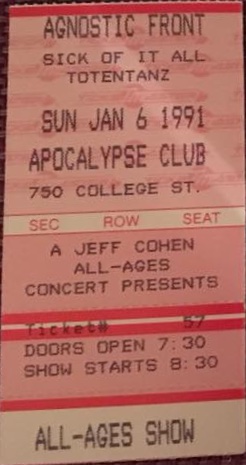 AGNOSTIC FRONT
SICK OF IT ALL
TOTENTANZ
SUN JAN 6 1991
APOCALYPSE CLUB
750 COLLEGE ST.
SEC ROW SEAT
A JEFF COHEN
ALL-AGES
CONCERT PRESENTS
Ticket# 57
DOORS OPEN 7:30
SHOW STARTS 8:30
ALL-AGES SHOW